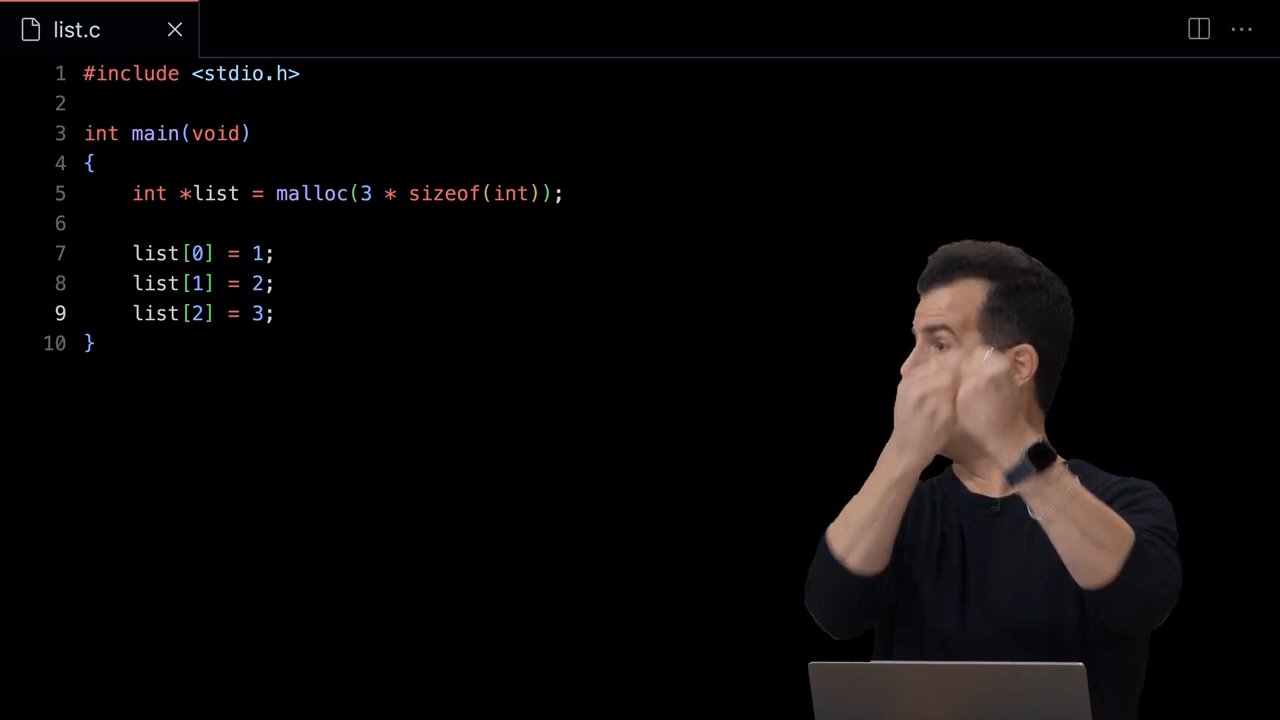 list.c
1 #include <stdio.h>
2
3 int main(void)
4 {
5     int *list = malloc(3 * sizeof(int));
6
7     list[0] = 1;
8     list[1] = 2;
9     list[2] = 3;
10 }